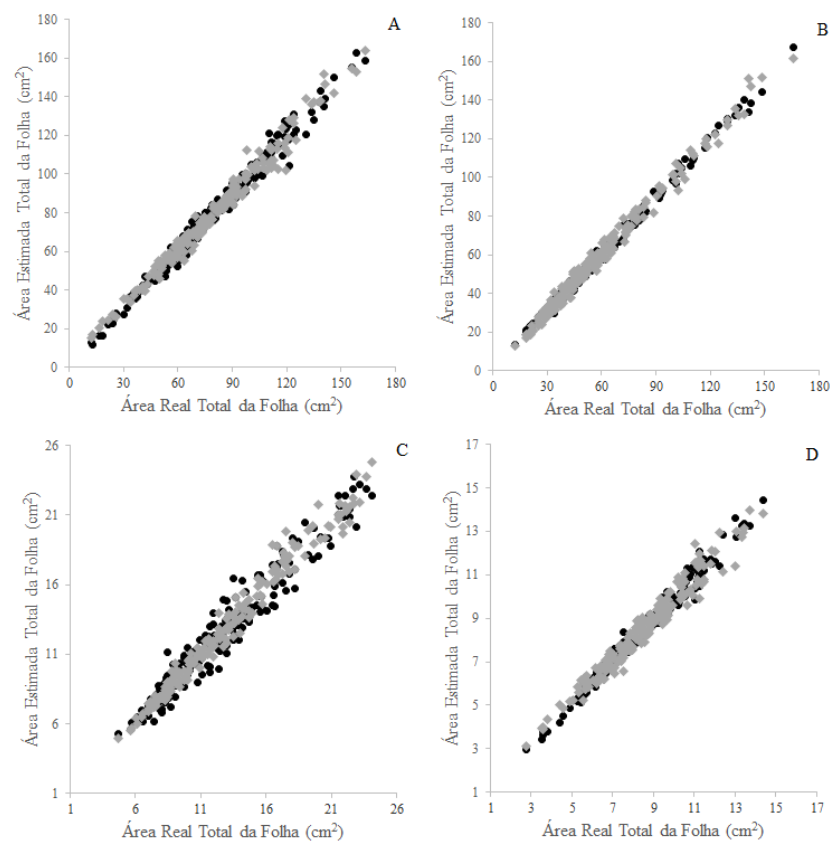 A
Área Estimada Total da Folha (cm²)
180
160
140
120
100
80
60
40
20
0
0 30 60 90 120 150 180
Área Real Total da Folha (cm²)
B
Área Estimada Total da Folha (cm²)
180
160
140
120
100
80
60
40
20
0
0 30 60 90 120 150 180
Área Real Total da Folha (cm²)
C
Área Estimada Total da Folha (cm²)
26
21
16
11
6
1
1 6 11 16 21 26
Área Real Total da Folha (cm²)
D
Área Estimada Total da Folha (cm²)
17
15
13
11
9
7
5
3
1
1 3 5 7 9 11 13 15 17
Área Real Total da Folha (cm²)